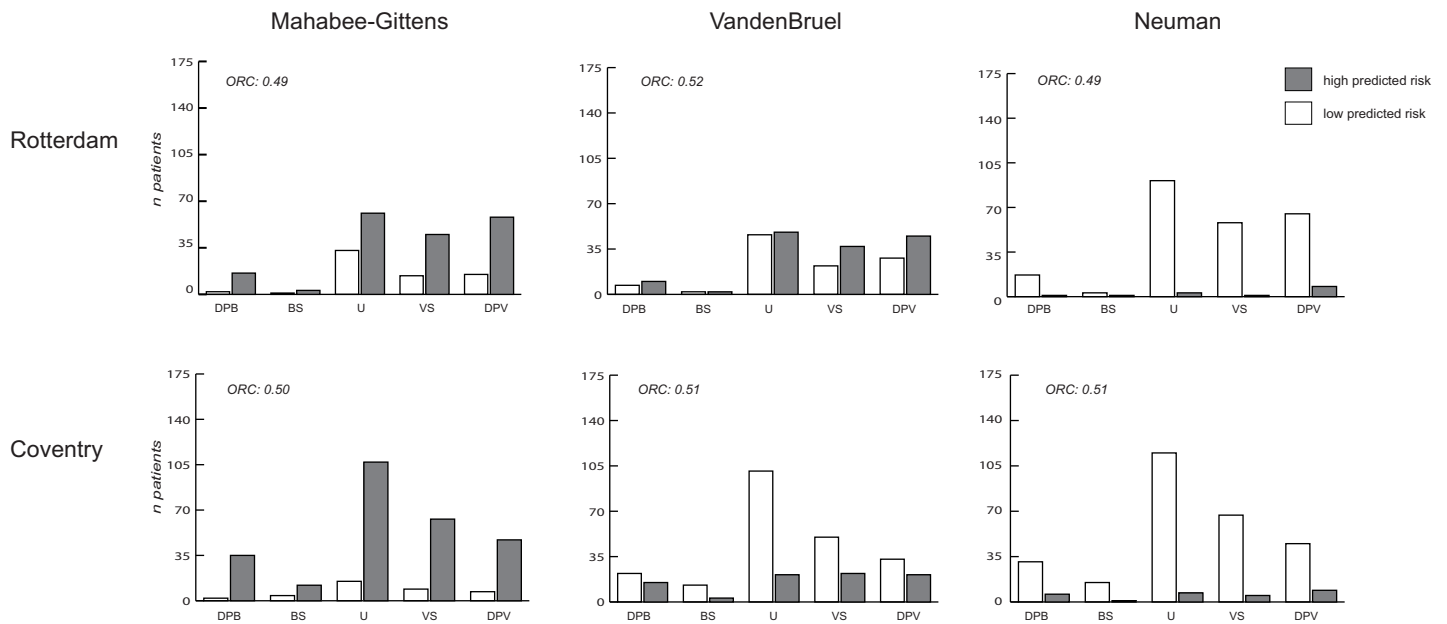 Mahabee-Gittens
VandenBruel
Neuman
Rotterdam
n patients
175
140
105
70
35
0
ORC: 0.49
DPB BS U VS DPV
175
140
105
70
35
0
ORC: 0.52
DPB BS U VS DPV
175
140
105
70
35
0
ORC: 0.49
DPB BS U VS DPV
high predicted risk
low predicted risk
Coventry
n patients
175
140
105
70
35
0
ORC: 0.50
DPB BS U VS DPV
175
140
105
70
35
0
ORC: 0.51
DPB BS U VS DPV
175
140
105
70
35
0
ORC: 0.51
DPB BS U VS DPV